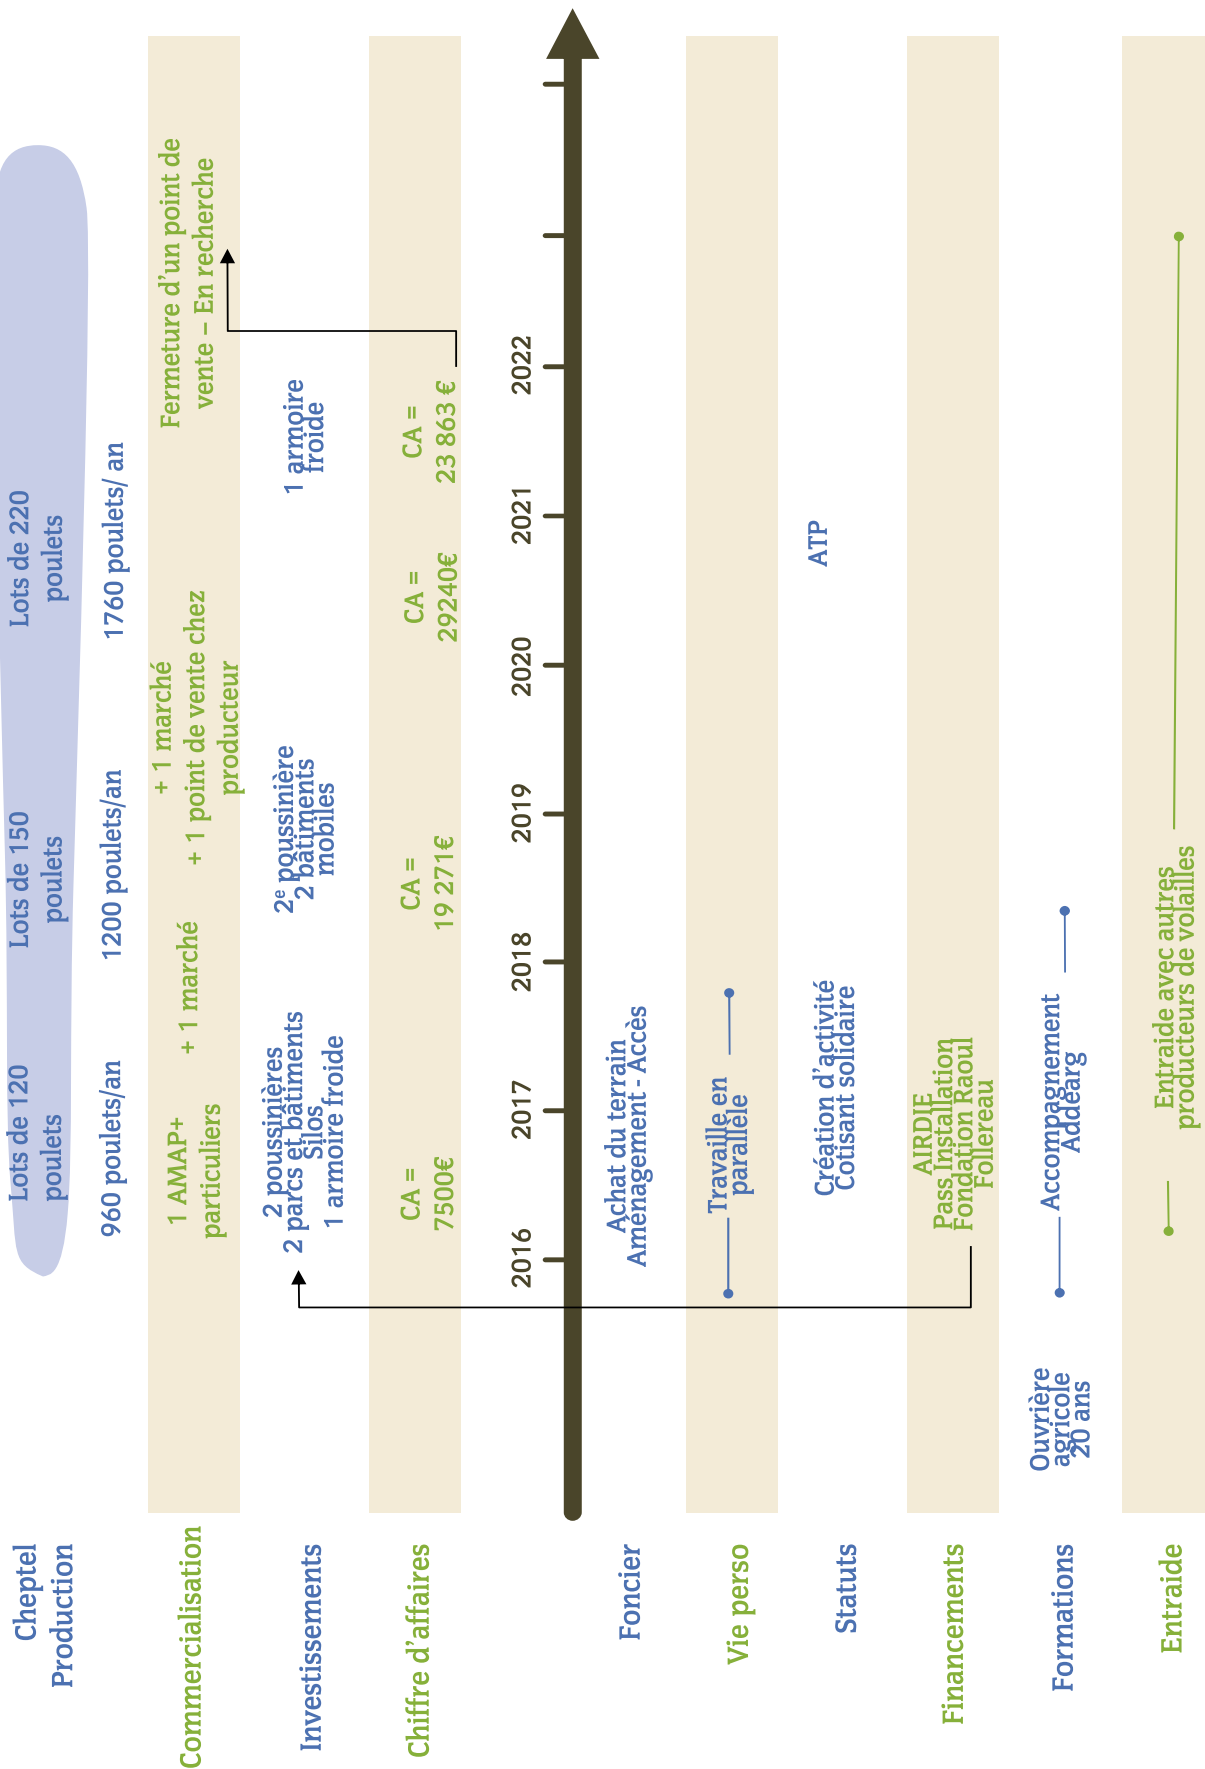 Cheptel
Production
Lots de 120
poulets
Lots de 150
poulets
Lots de 220
poulets
960 poulets/an
1200 poulets/an
1760 poulets/ an
Commercialisation
1 AMAP+
particuliers
+ 1 marché
+ 1 marché
+ 1 point de vente chez
producteur
Fermeture d’un point de
vente – En recherche
Investissements
2 poussinières
2 parcs et bâtiments
Silos
1 armoire froide
2e poussinière
2 bâtiments
mobiles
1 armoire
froide
Chiffre d’affaires
CA =
7500€
CA =
19 271€
CA =
29240€
CA =
23 863 €
2016
2017
2018
2019
2020
2021
2022
Foncier
Achat du terrain
Aménagement - Accès
Vie perso
Travaille en
parallèle
Statuts
Création d’activité
Cotisant solidaire
ATP
Financements
AIRDIE
Pass Installation
Fondation Raoul
Follereau
Formations
Ouvrière
agricole
20 ans
Accompagnement
Addearg
Entraide
Entraide avec autres
producteurs de volailles